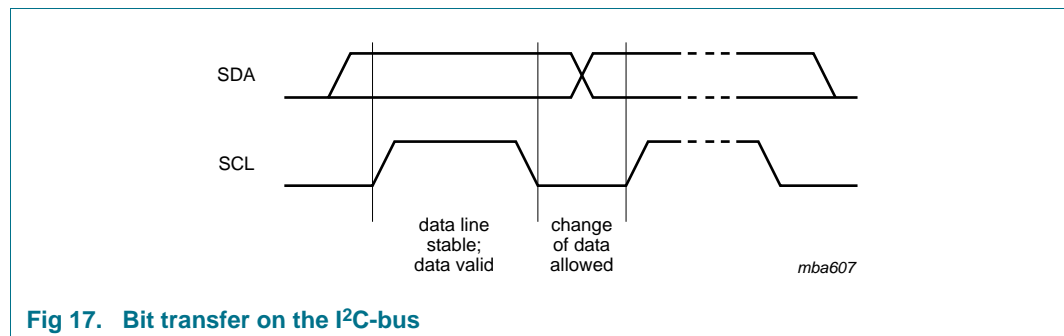 SDA
SCL
data line
stable;
data valid
change
of data
allowed
mba607
Fig 17. Bit transfer on the I²C-bus